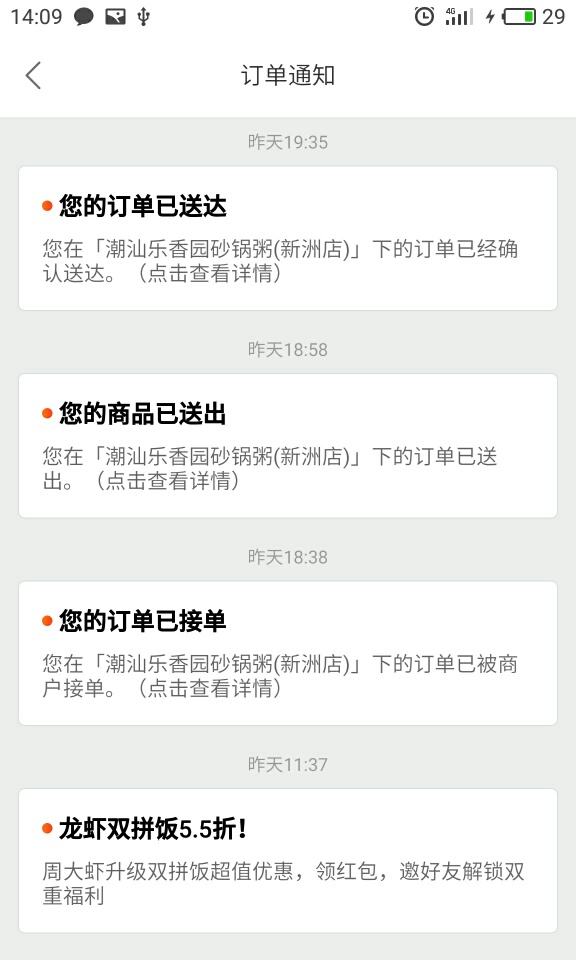 14:09
4G
29
订单通知
昨天19:35
您的订单已送达
您在「潮汕乐香园砂锅粥(新洲店)」下的订单已经确
认送达。（点击查看详情）
昨天18:58
您的商品已送出
您在「潮汕乐香园砂锅粥(新洲店)」下的订单已送
出。（点击查看详情）
昨天18:38
您的订单已接单
您在「潮汕乐香园砂锅粥(新洲店)」下的订单已被商
户接单。（点击查看详情）
昨天11:37
龙虾双拼饭5.5折！
周大虾升级双拼饭超值优惠，领红包，邀好友解锁双
重福利